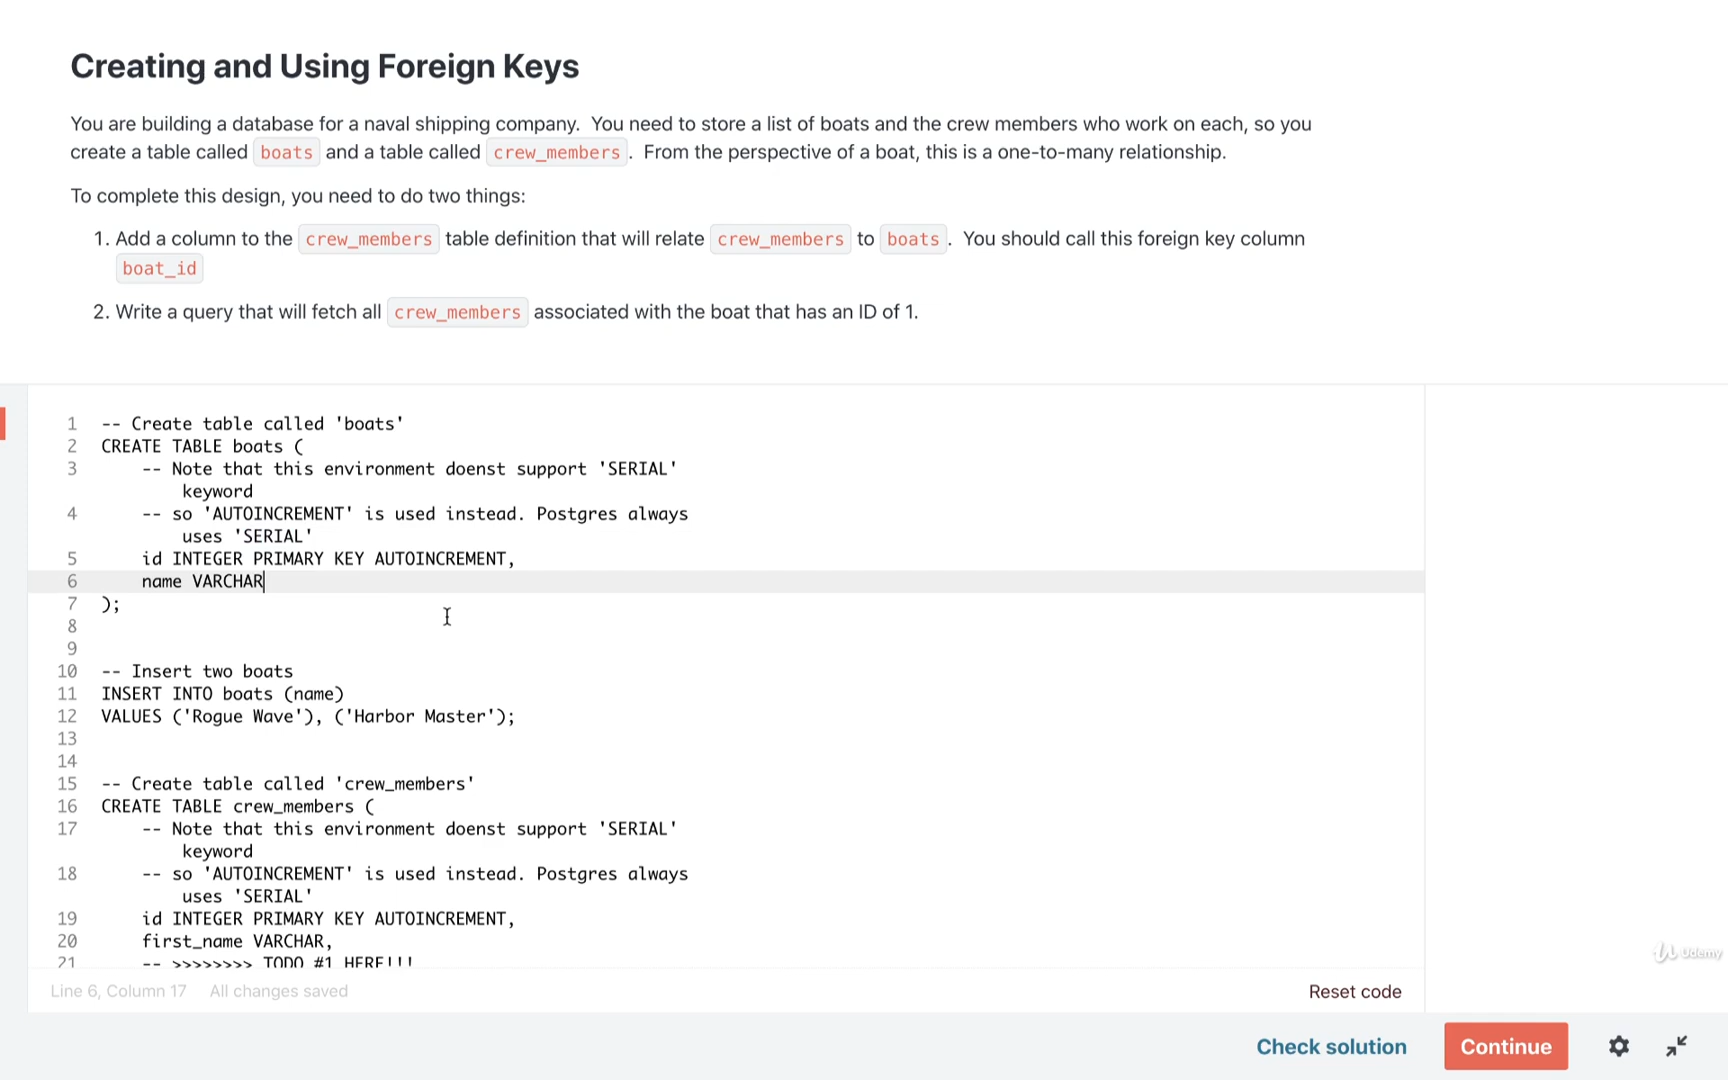 Creating and Using Foreign Keys
You are building a database for a naval shipping company.  You need to store a list of boats and the crew members who work on each, so you
create a table called boats and a table called crew_members.  From the perspective of a boat, this is a one-to-many relationship.
To complete this design, you need to do two things:
1. Add a column to the crew_members table definition that will relate crew_members to boats.  You should call this foreign key column
boat_id
2. Write a query that will fetch all crew_members associated with the boat that has an ID of 1.
1 -- Create table called 'boats'
2 CREATE TABLE boats (
3     -- Note that this environment doenst support 'SERIAL'
keyword
4     -- so 'AUTOINCREMENT' is used instead. Postgres always
uses 'SERIAL'
5     id INTEGER PRIMARY KEY AUTOINCREMENT,
6     name VARCHAR
7 );
8
9
10 -- Insert two boats
11 INSERT INTO boats (name)
12 VALUES ('Rogue Wave'), ('Harbor Master');
13
14
15 -- Create table called 'crew_members'
16 CREATE TABLE crew_members (
17     -- Note that this environment doenst support 'SERIAL'
keyword
18     -- so 'AUTOINCREMENT' is used instead. Postgres always
uses 'SERIAL'
19     id INTEGER PRIMARY KEY AUTOINCREMENT,
20     first_name VARCHAR,
21     -- >>>>>>>> TODO #1 HERE!!!
Line 6, Column 17 All changes saved Reset code
Udemy
Check solution Continue